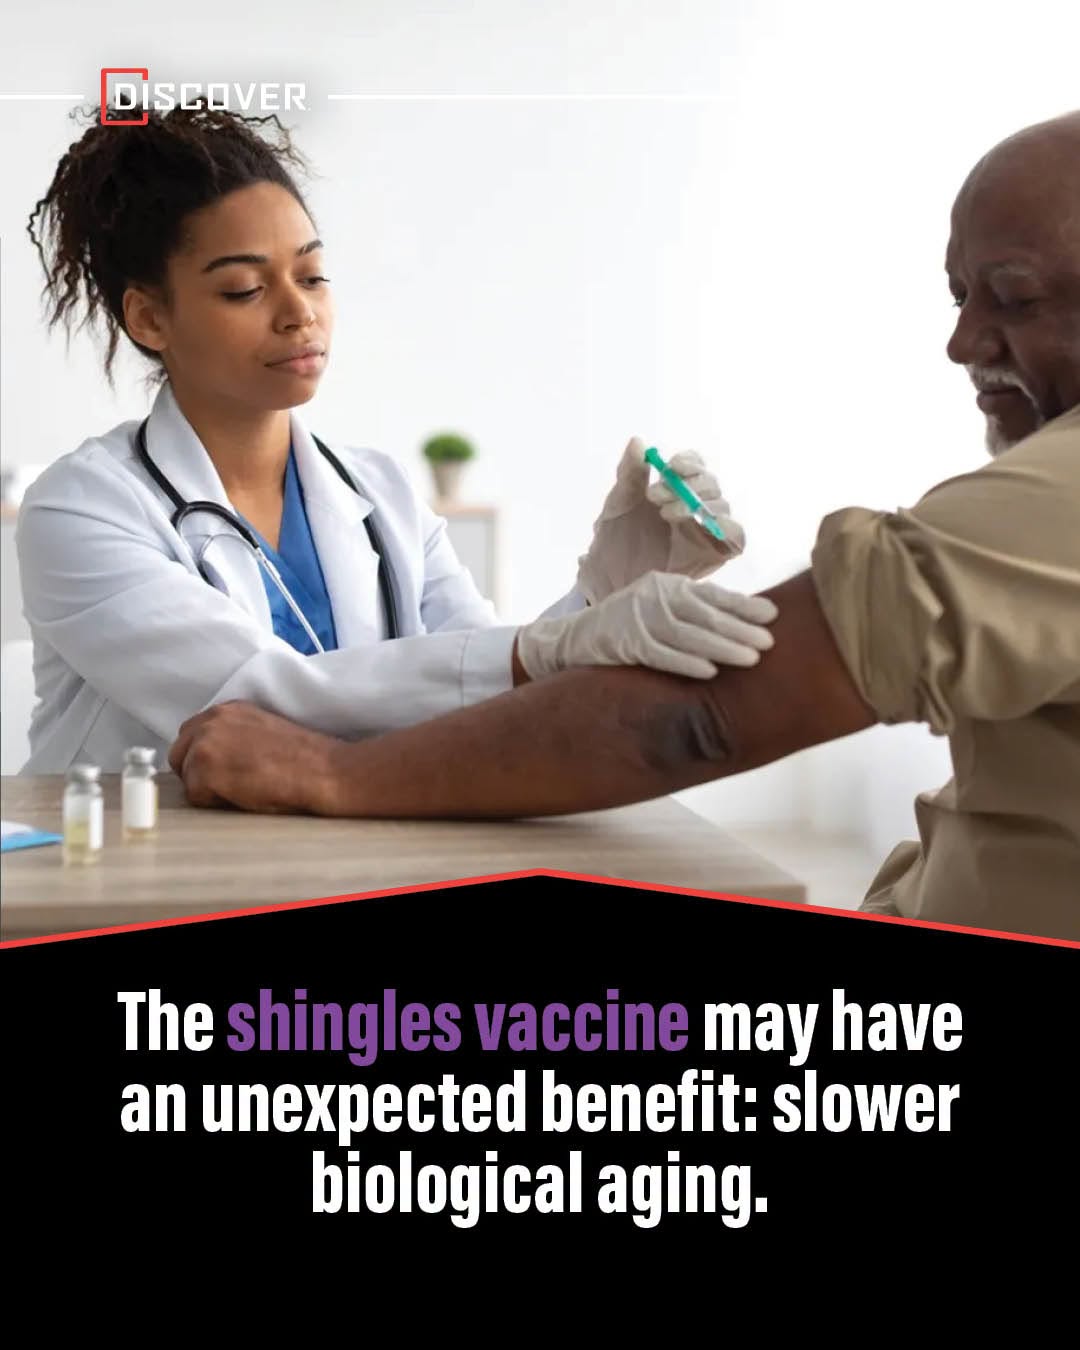 DISCOVER
The shingles vaccine may have
an unexpected benefit: slower
biological aging.